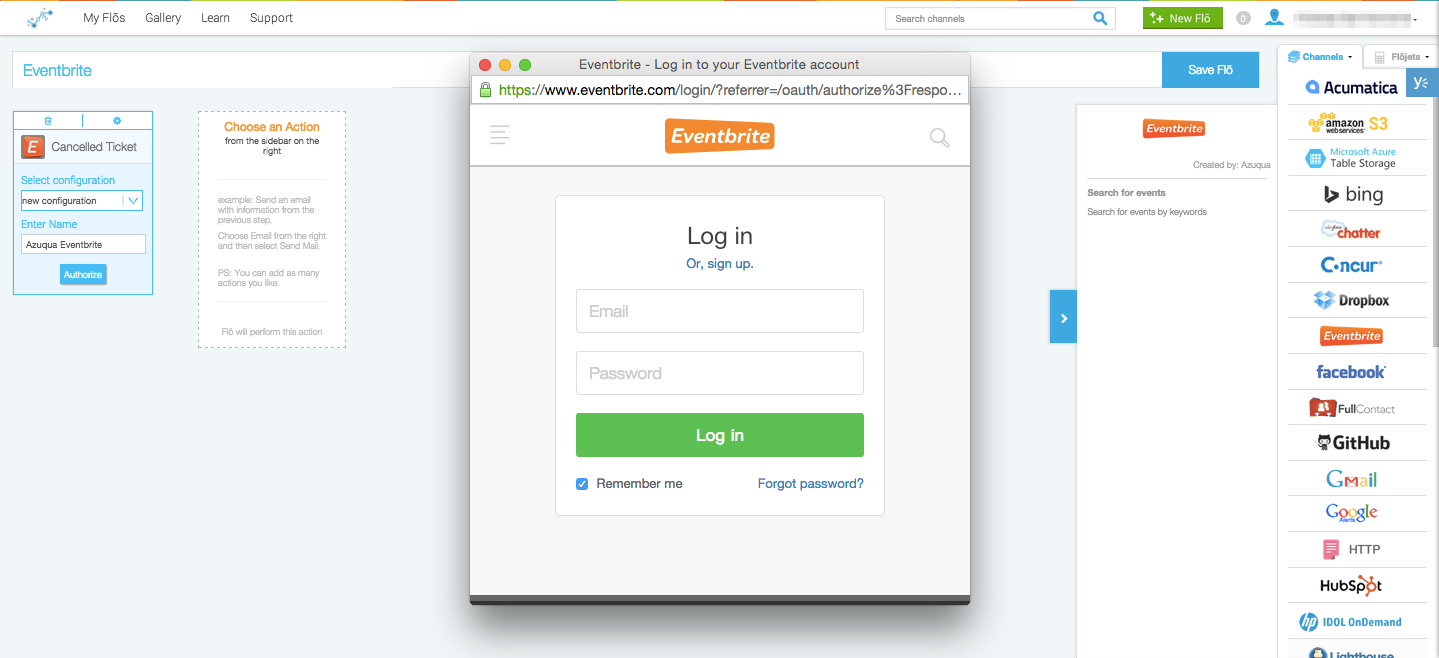 My Flōs
Gallery
Learn
Support
Search channels
New Flō
0
Eventbrite
Save Flō
Cancelled Ticket
Select configuration
new configuration
Enter Name
Azuqua Eventbrite
Authorize
Choose an Action
from the sidebar on the
right
example: Send an email
with information from the
previous step.
Choose Email from the right
and then select Send Mail.
PS: You can add as many
actions you like.
Flō will perform this action
Eventbrite - Log in to your Eventbrite account
https://www.eventbrite.com/login/?referrer=/oauth/authorize%3Frespo...
Eventbrite
Log in
Or, sign up.
Email
Password
Log in
Remember me
Forgot password?
Eventbrite
Created by: Azuqua
Search for events
Search for events by keywords
Channels
Flōjets
Acumatica
amazon
web services
S3
Microsoft Azure
Table Storage
bing
chatter
C·ncur
Dropbox
Eventbrite
facebook
FullContact
GitHub
Gmail
Google
Alerts
HTTP
HubSpot
hp IDOL OnDemand
Lighthouse